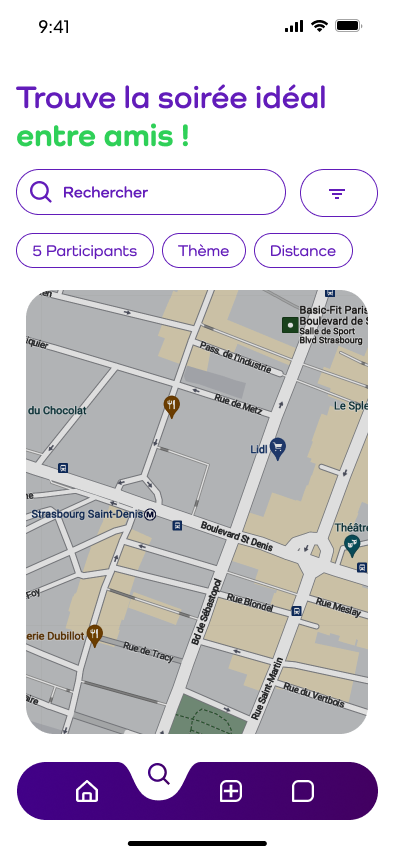 9:41
Trouve la soirée idéal
entre amis !
Rechercher
5 Participants
Thème
Distance
Basic-Fit Paris
Boulevard de S
Salle de Sport
Blvd Strasbourg
Pass. de l'Industrie
quier
Rue de Metz
du Chocolat
Le Sple
Lidl
Strasbourg Saint-Denis
M
Boulevard St Denis
Théâtre
Foy
Bd de Sébastopol
Rue Blondel
Rue Meslay
erie Dubillot
Rue de Tracy
Rue Saint-Martin
Rue du Vertbois
aire